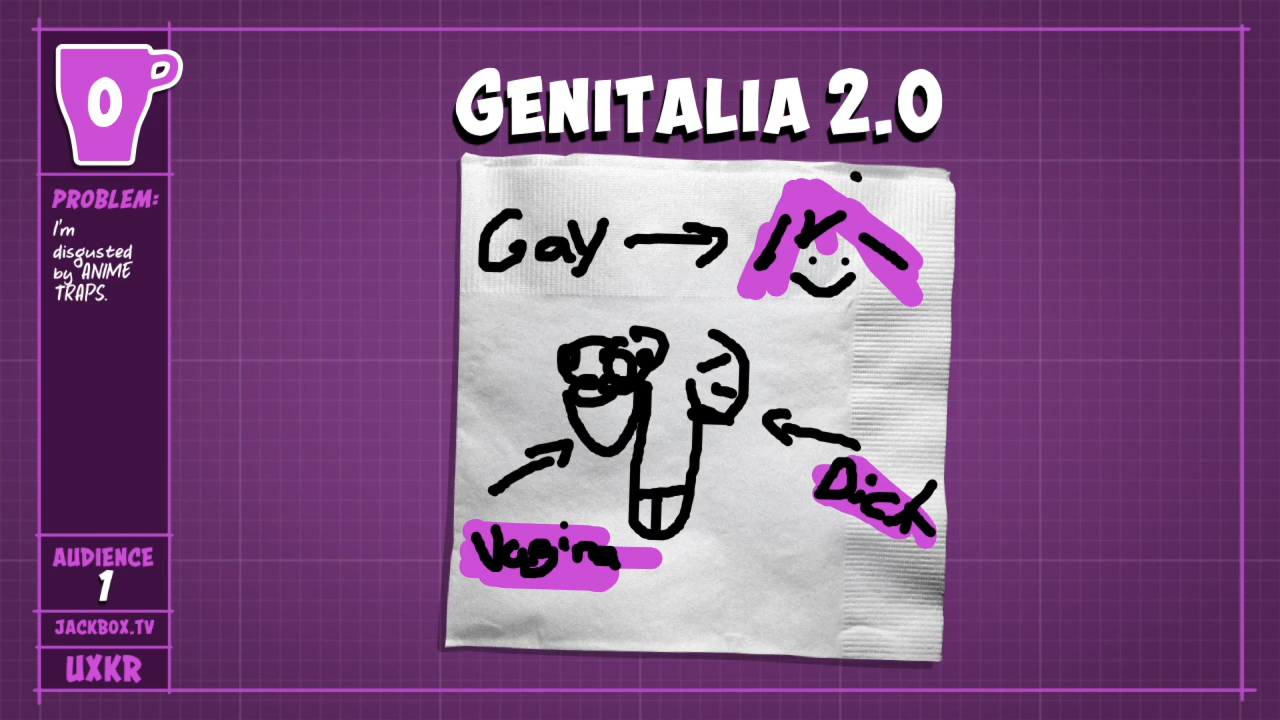 0
GENITALIA 2.0
PROBLEM:
I'm
disgusted
by ANIME
TRAPS.
Gay
Dick
Vagina
AUDIENCE
1
JACKBOX.TV
UXKR